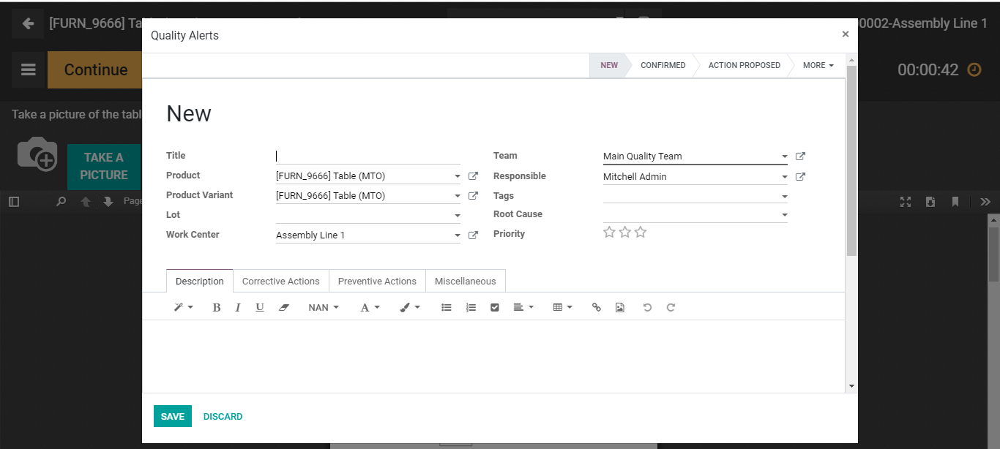 [FURN_9666] Ta
0002-Assembly Line 1
Quality Alerts
×
NEW
CONFIRMED
ACTION PROPOSED
MORE
Continue
00:00:42
New
Take a picture of the tabl
TAKE A
PICTURE
Page
Title
Product [FURN_9666] Table (MTO)
Product Variant [FURN_9666] Table (MTO)
Lot
Work Center Assembly Line 1
Team Main Quality Team
Responsible Mitchell Admin
Tags
Root Cause
Priority
Description
Corrective Actions
Preventive Actions
Miscellaneous
B I U NAN A
SAVE
DISCARD